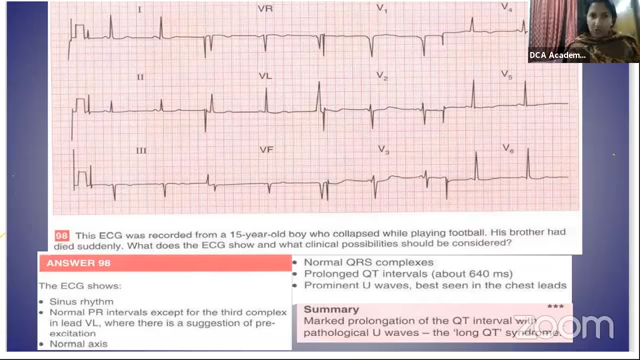 I VR V₁ V₄
DCA Academ...
II VL V₂ V₅
III VF V₃ V₆
98 This ECG was recorded from a 15-year-old boy who collapsed while playing football. His brother had
died suddenly. What does the ECG show and what clinical possibilities should be considered?
ANSWER 98
The ECG shows:
• Sinus rhythm
• Normal PR intervals except for the third complex
in lead VL, where there is a suggestion of pre-
excitation
• Normal axis
• Normal QRS complexes
• Prolonged QT intervals (about 640 ms)
• Prominent U waves, best seen in the chest leads
Summary ***
Marked prolongation of the QT interval with
pathological U waves – the 'long QT' syndrome.
zoom